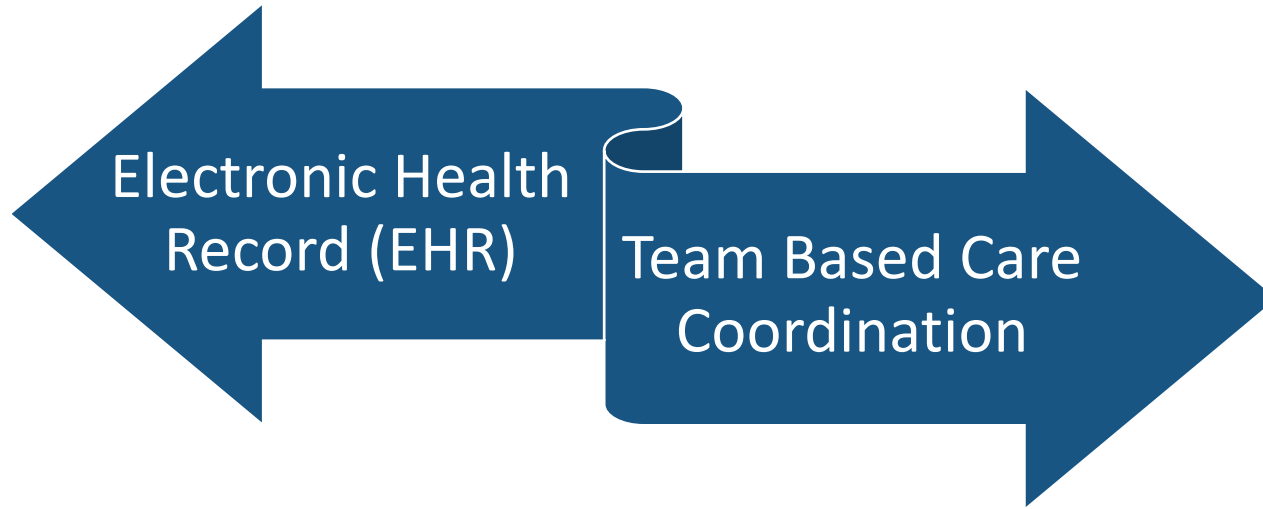 Electronic Health
Record (EHR)
Team Based Care
Coordination